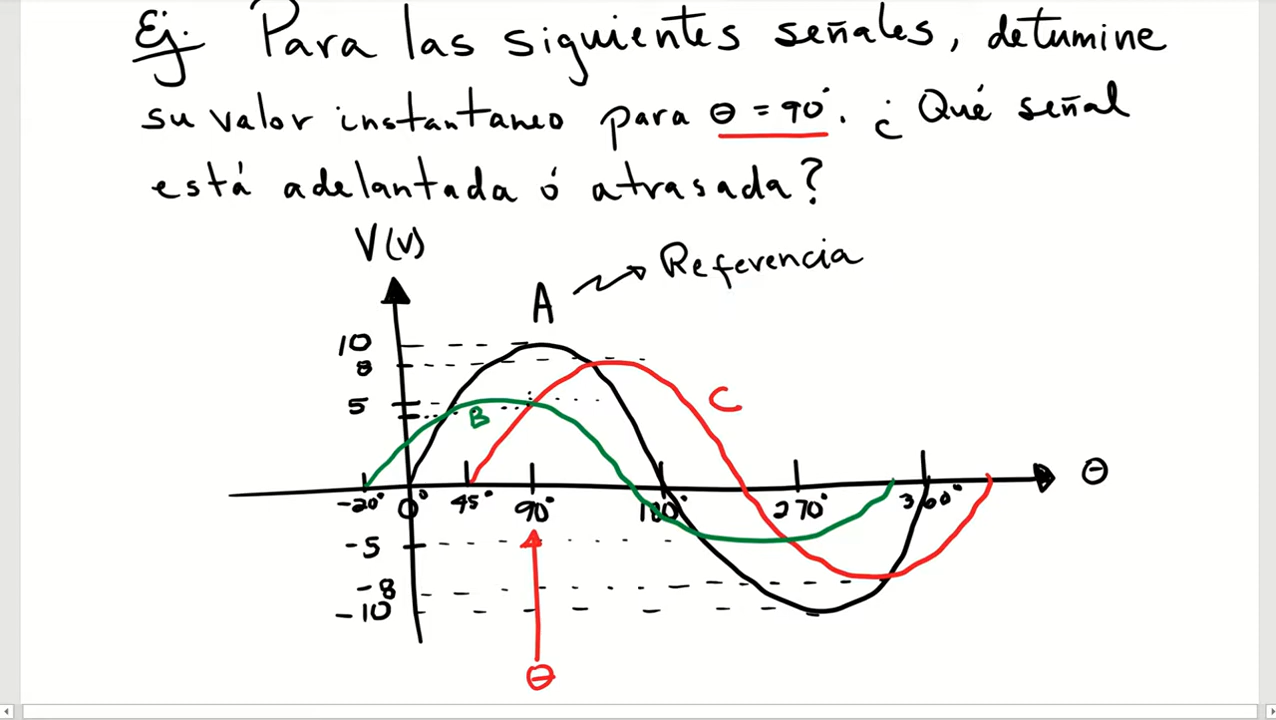 Ej. Para las siguientes señales, determine
su valor instantaneo para θ = 90°. ¿Qué señal
está adelantada ó atrasada?
V(v)
A Referencia
10
8
5
B
C
-20° 0° 45° 90° 180° 270° 360° θ
-5
-8
-10
θ